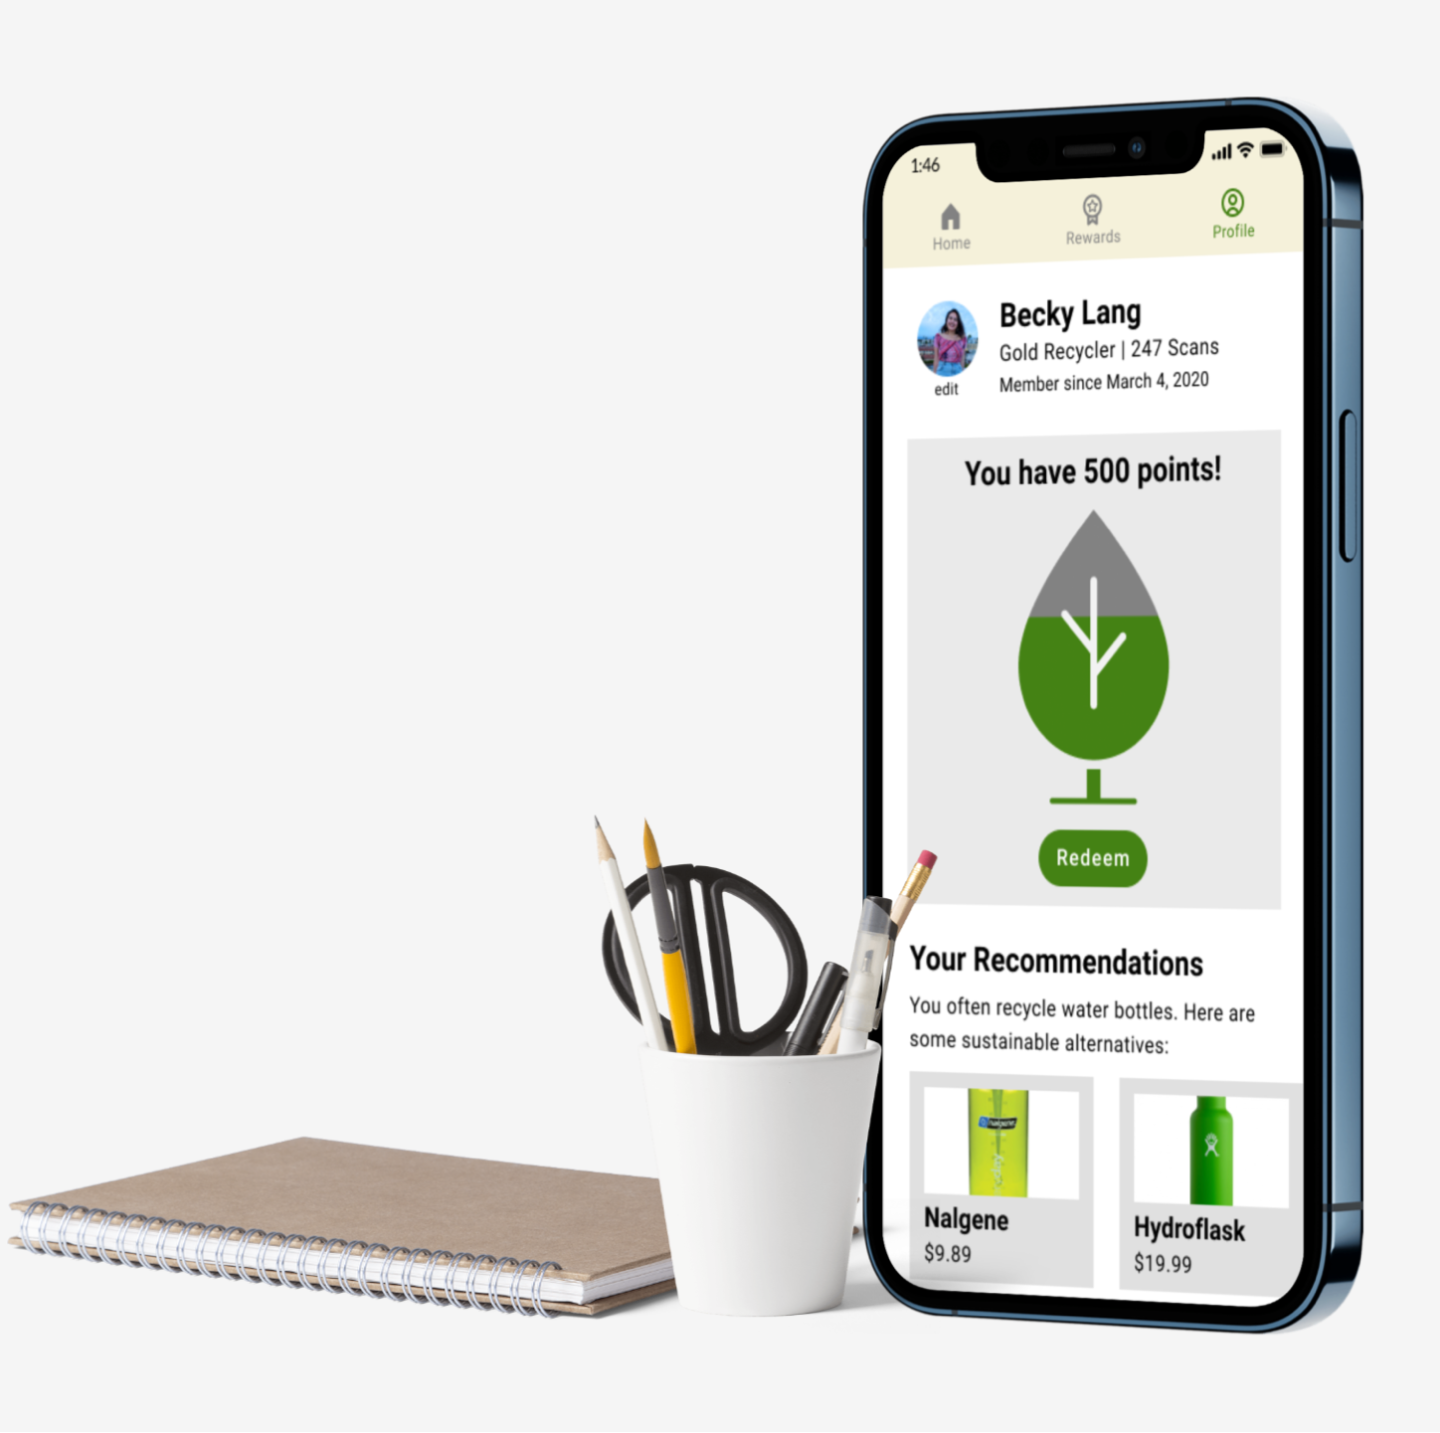 1:46
Home
Rewards
Profile
Becky Lang
Gold Recycler | 247 Scans
edit
Member since March 4, 2020
You have 500 points!
Redeem
Your Recommendations
You often recycle water bottles. Here are
some sustainable alternatives:
nalgene
Nalgene
$9.89
Hydroflask
$19.99